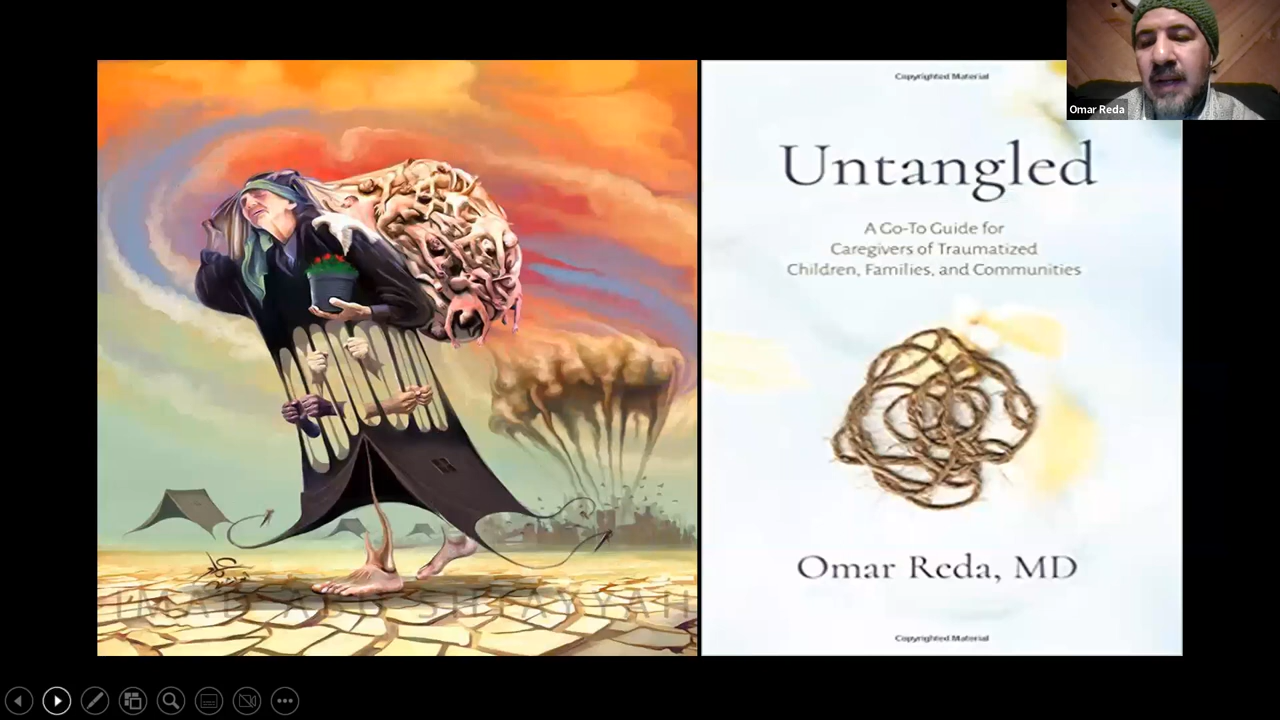 Copyrighted Material
Untangled
A Go-To Guide for
Caregivers of Traumatized
Children, Families, and Communities
Omar Reda, MD
Copyrighted Material
Omar Reda